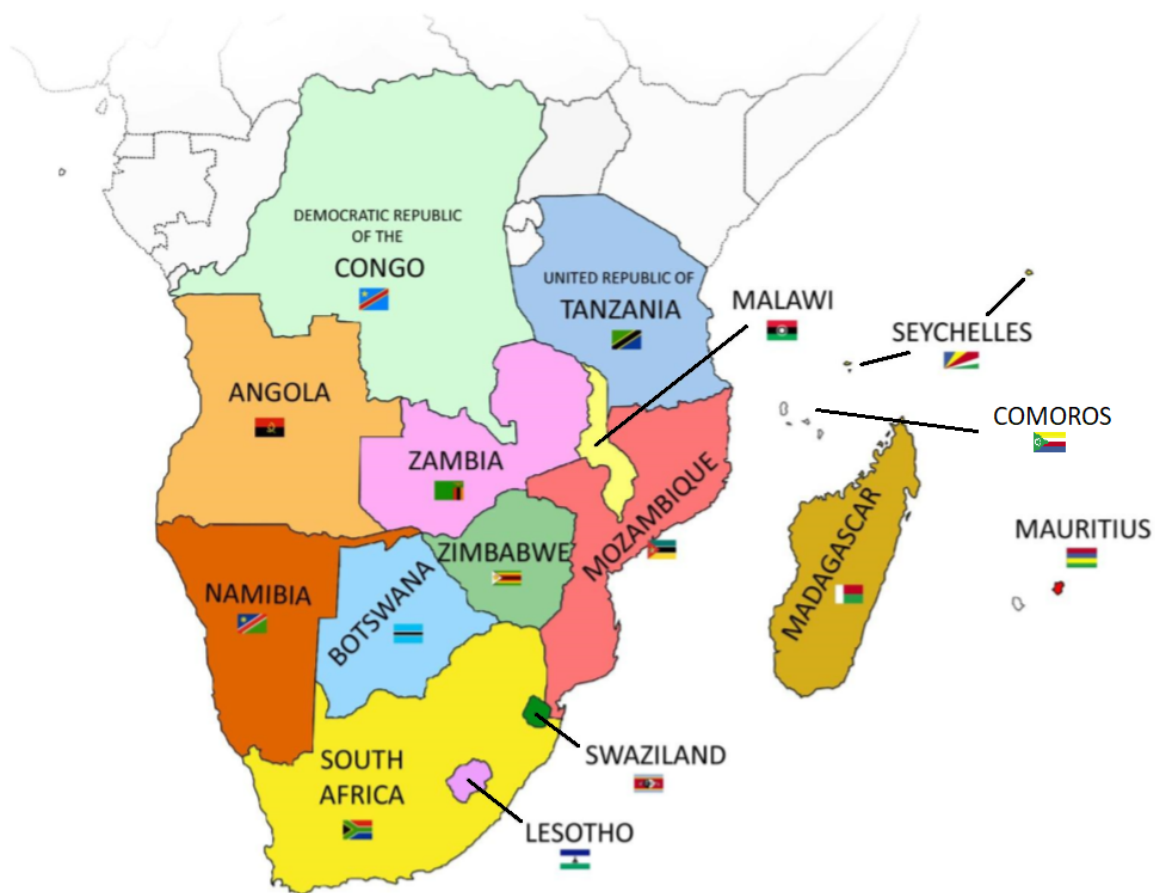 DEMOCRATIC REPUBLIC
OF THE
CONGO
UNITED REPUBLIC OF
TANZANIA
MALAWI
SEYCHELLES
ANGOLA
COMOROS
ZAMBIA
MOZAMBIQUE
MADAGASCAR
MAURITIUS
ZIMBABWE
NAMIBIA
BOTSWANA
SOUTH
AFRICA
SWAZILAND
LESOTHO